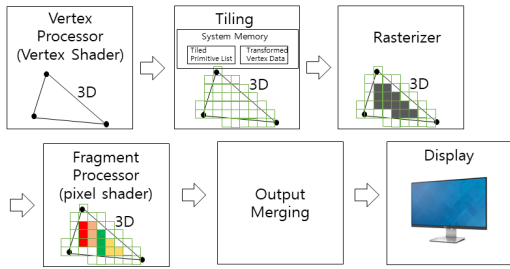 Vertex
Processor
(Vertex Shader)
3D
Tiling
System Memory
Tiled
Primitive List
Transformed
Vertex Data
3D
Rasterizer
3D
Fragment
Processor
(pixel shader)
3D
Output
Merging
Display